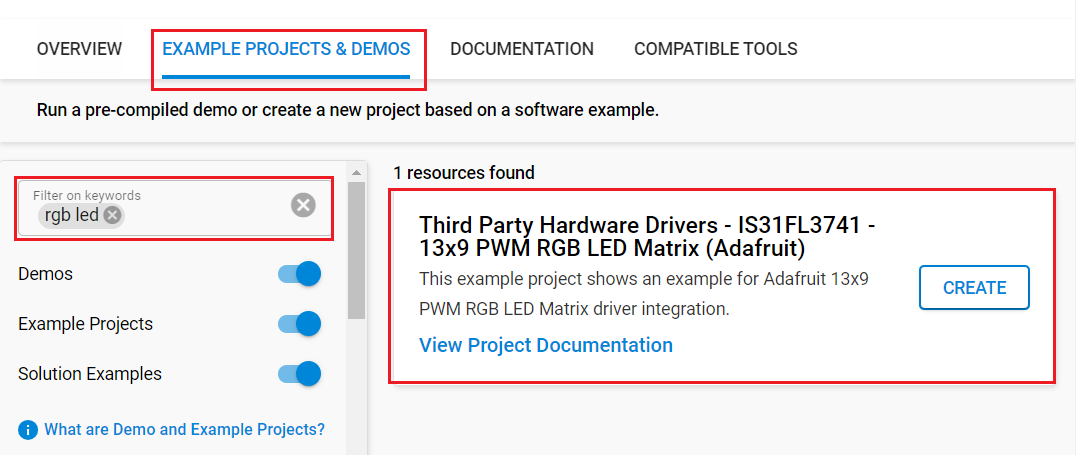 OVERVIEW
EXAMPLE PROJECTS & DEMOS
DOCUMENTATION
COMPATIBLE TOOLS
Run a pre-compiled demo or create a new project based on a software example.
Filter on keywords
rgb led
Demos
Example Projects
Solution Examples
What are Demo and Example Projects?
1 resources found
Third Party Hardware Drivers - IS31FL3741 -
13x9 PWM RGB LED Matrix (Adafruit)
This example project shows an example for Adafruit 13x9
PWM RGB LED Matrix driver integration.
View Project Documentation
CREATE